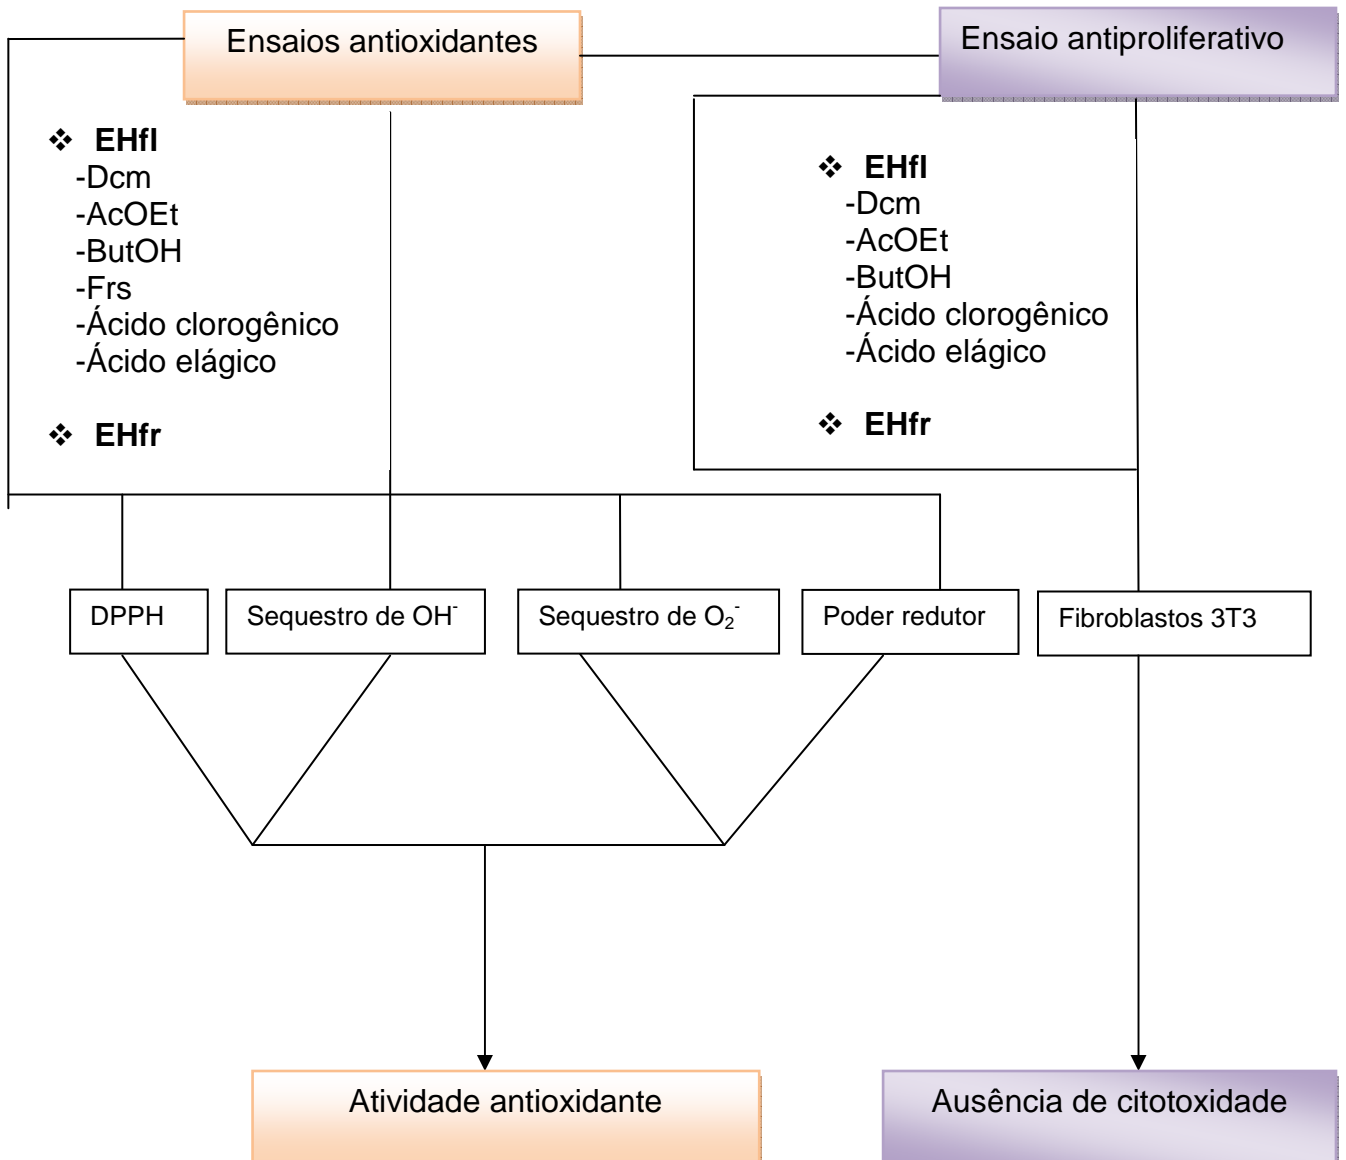 Ensaios antioxidantes
Ensaio antiproliferativo
❖ EHfl
-Dcm
-AcOEt
-ButOH
-Frs
-Ácido clorogênico
-Ácido elágico
❖ EHfr
❖ EHfl
-Dcm
-AcOEt
-ButOH
-Ácido clorogênico
-Ácido elágico
❖ EHfr
DPPH
Sequestro de OH⁻
Sequestro de O₂⁻
Poder redutor
Fibroblastos 3T3
Atividade antioxidante
Ausência de citotoxidade